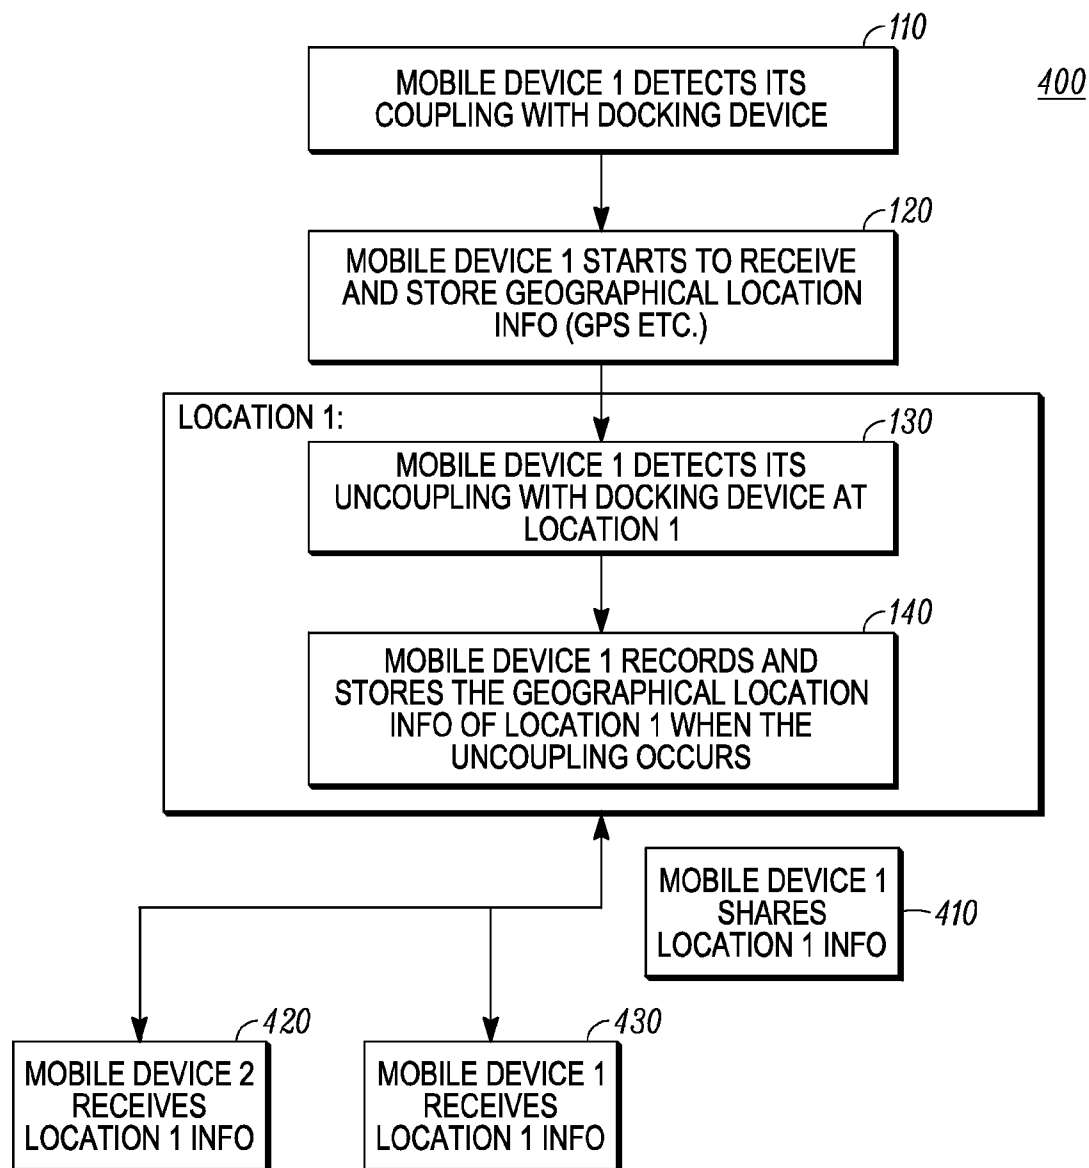 110
400
MOBILE DEVICE 1 DETECTS ITS
COUPLING WITH DOCKING DEVICE
120
MOBILE DEVICE 1 STARTS TO RECEIVE
AND STORE GEOGRAPHICAL LOCATION
INFO (GPS ETC.)
LOCATION 1:
130
MOBILE DEVICE 1 DETECTS ITS
UNCOUPLING WITH DOCKING DEVICE AT
LOCATION 1
140
MOBILE DEVICE 1 RECORDS AND
STORES THE GEOGRAPHICAL LOCATION
INFO OF LOCATION 1 WHEN THE
UNCOUPLING OCCURS
MOBILE DEVICE 1
SHARES
LOCATION 1 INFO
410
420
MOBILE DEVICE 2
RECEIVES
LOCATION 1 INFO
430
MOBILE DEVICE 1
RECEIVES
LOCATION 1 INFO